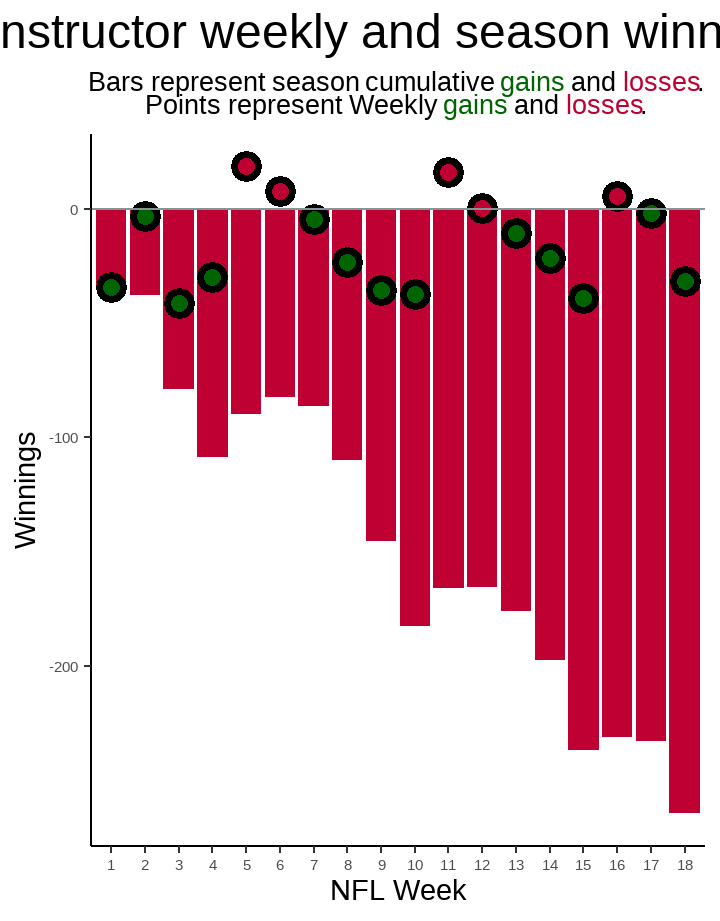 nstructor weekly and season winn
Bars represent season cumulative gains and losses.
Points represent Weekly gains and losses.
0
-100
-200
Winnings
1 2 3 4 5 6 7 8 9 10 11 12 13 14 15 16 17 18
NFL Week